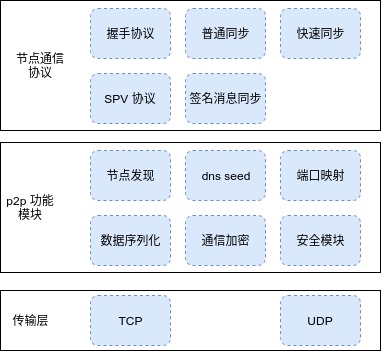 节点通信
协议
握手协议
普通同步
快速同步
SPV 协议
签名消息同步
p2p 功能
模块
节点发现
dns seed
端口映射
数据序列化
通信加密
安全模块
传输层
TCP
UDP